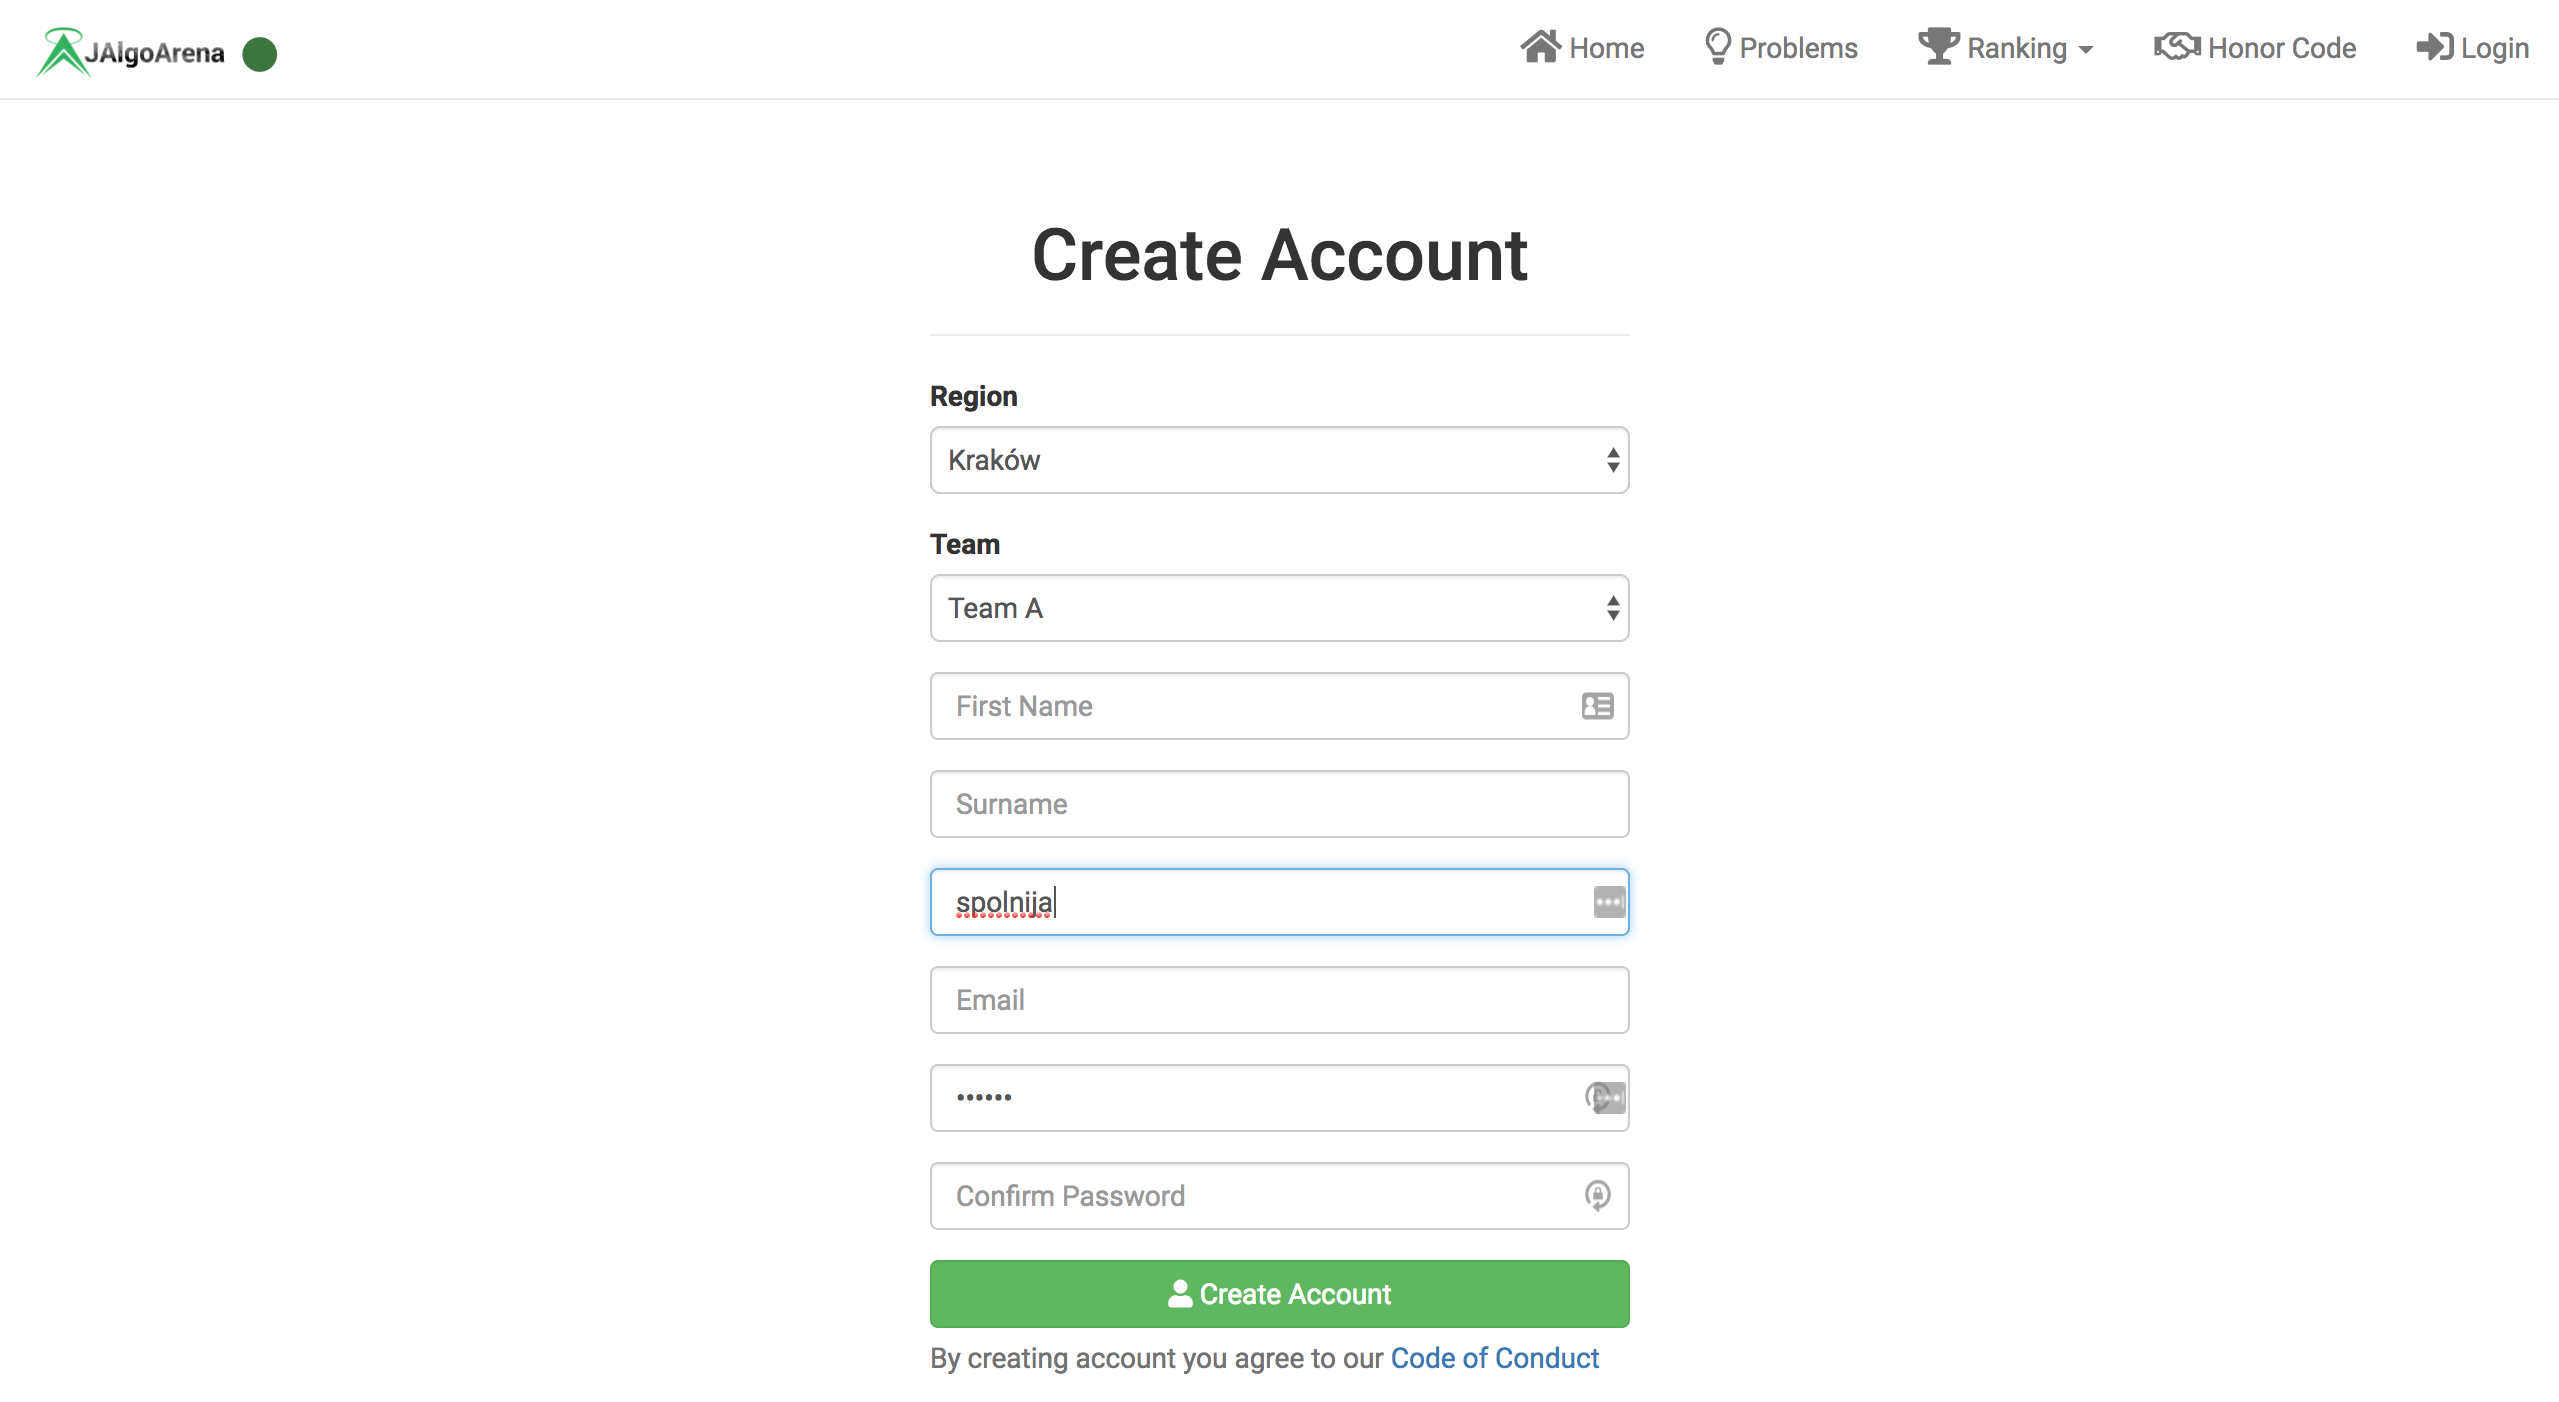 JAlgoArena
Home Problems Ranking Honor Code Login
Create Account
Region
Kraków
Team
Team A
First Name
Surname
spolnija
Email
••••••
Confirm Password
Create Account
By creating account you agree to our Code of Conduct